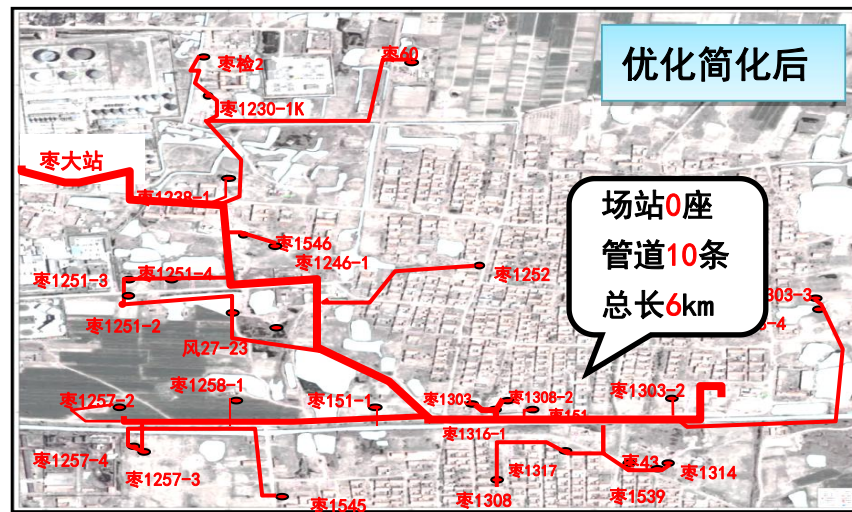 枣检2
枣60
优化简化后
枣1230-1K
枣大站
枣1238-1
场站0座
管道10条
总长6km
枣1546
枣1246-1
枣1251-3
枣1251-4
枣1252
303-3
枣1251-2
-4
风27-23
枣1258-1
枣1257-2
枣151-1
枣1303
枣1308-2
枣1303-2
枣151
枣1316-1
枣1257-4
枣1257-3
枣1317
枣43
枣1314
枣1308
枣1539
枣1545